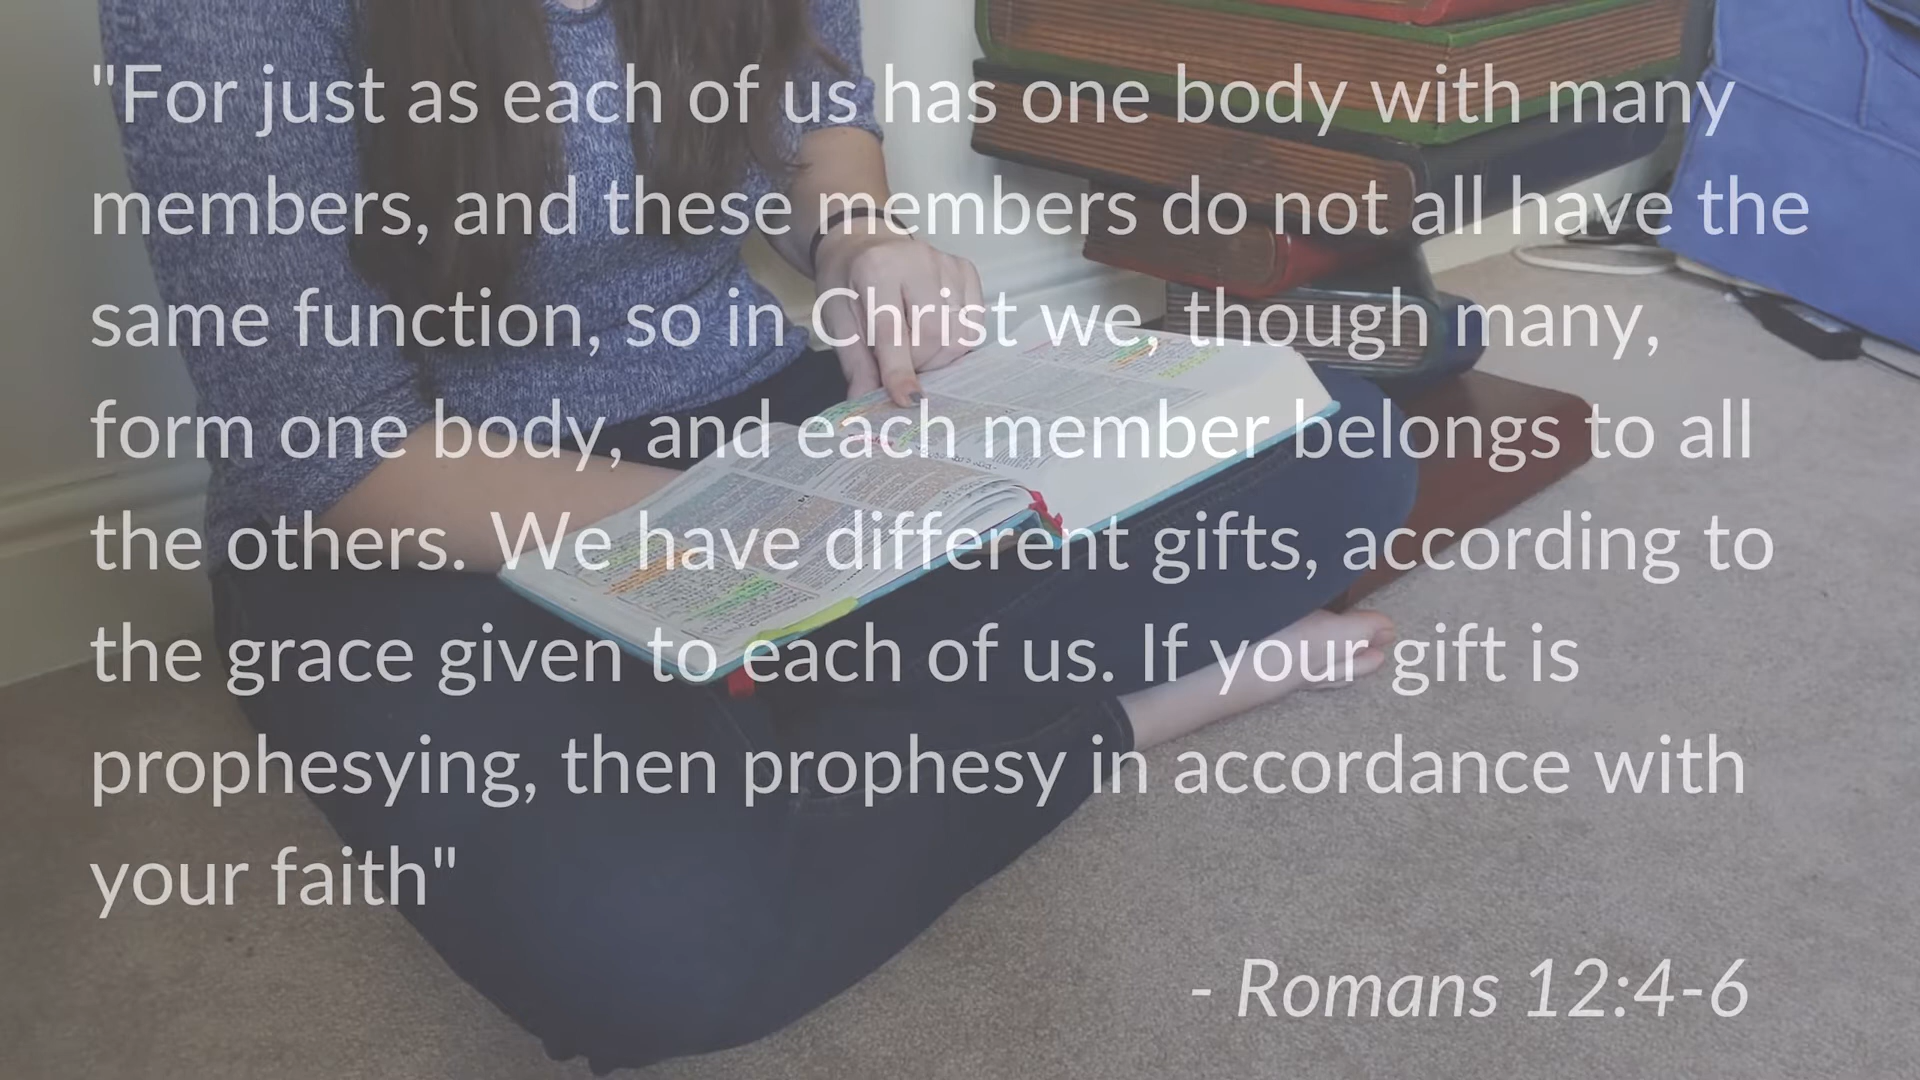 "For just as each of us has one body with many
members, and these members do not all have the
same function, so in Christ we, though many,
form one body, and each member belongs to all
the others. We have different gifts, according to
the grace given to each of us. If your gift is
prophesying, then prophesy in accordance with
your faith"
- Romans 12:4-6